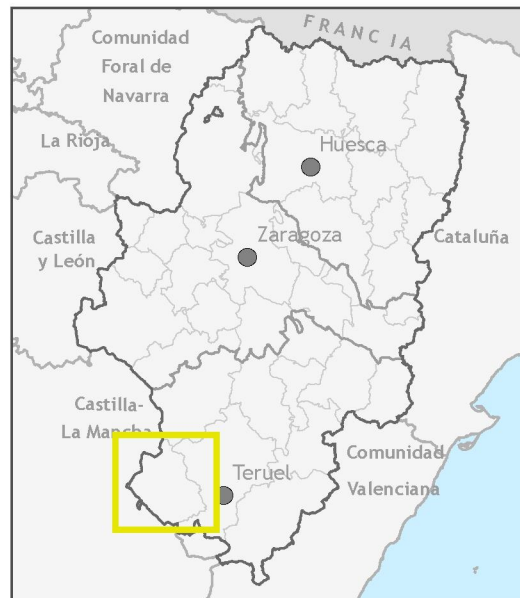 FRANCIA
Comunidad
Foral de
Navarra
La Rioja
Huesca
Castilla
y León
Zaragoza
Cataluña
Castilla-
La Mancha
Teruel
Comunidad
Valenciana